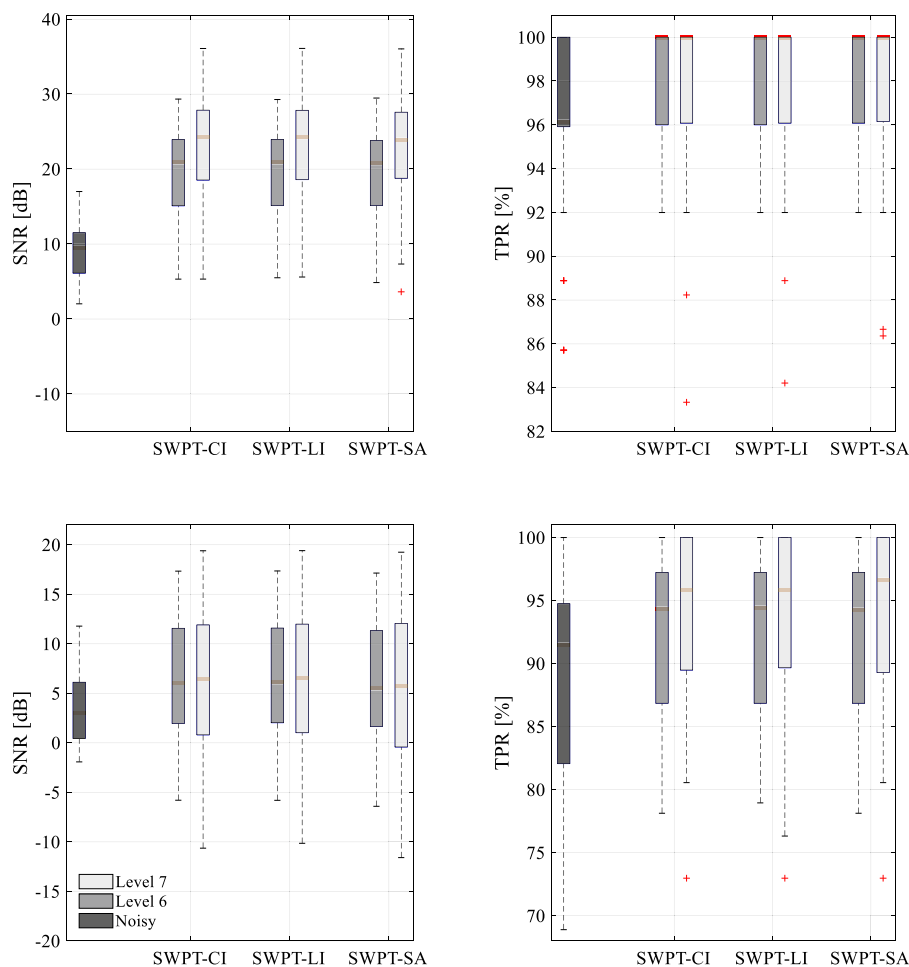 40
30
20
10
0
-10
SNR [dB]
SWPT-CI SWPT-LI SWPT-SA
100
98
96
94
92
90
88
86
84
82
TPR [%]
SWPT-CI SWPT-LI SWPT-SA
20
15
10
5
0
-5
-10
-15
-20
SNR [dB]
Level 7
Level 6
Noisy
SWPT-CI SWPT-LI SWPT-SA
100
95
90
85
80
75
70
TPR [%]
SWPT-CI SWPT-LI SWPT-SA